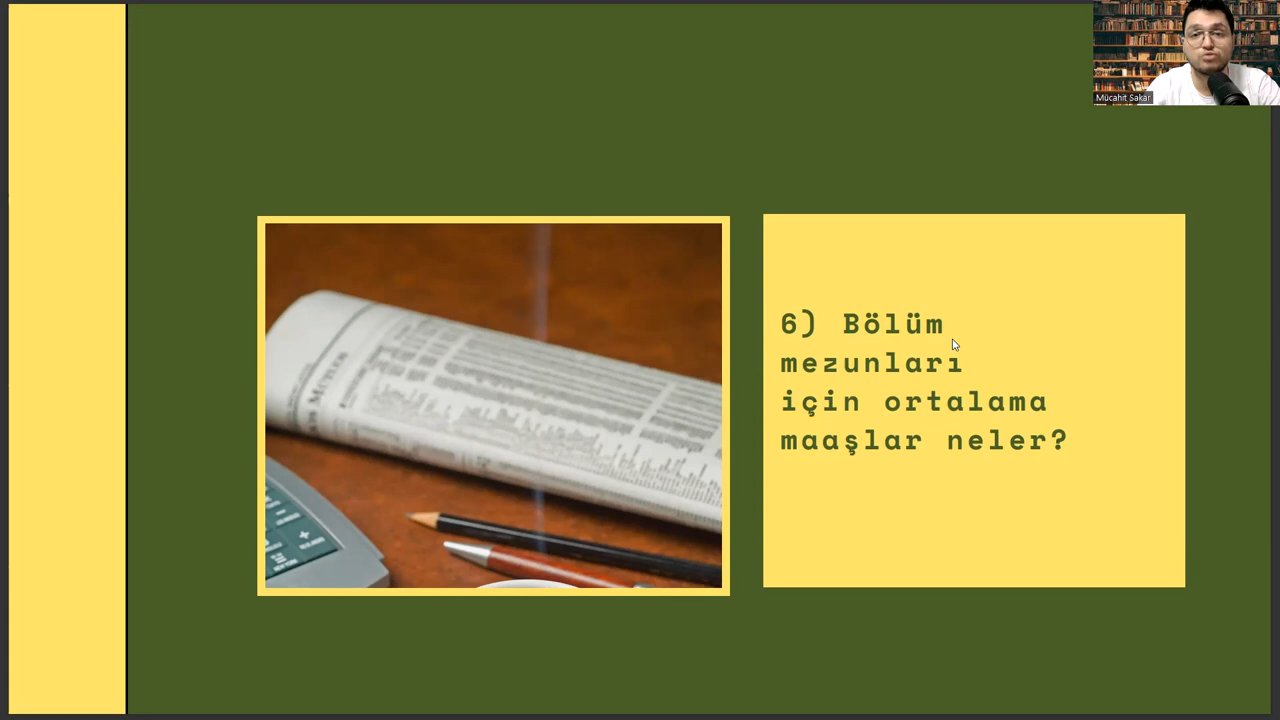 Mücahit Sakar
6) Bölüm
mezunları
için ortalama
maaşlar neler?